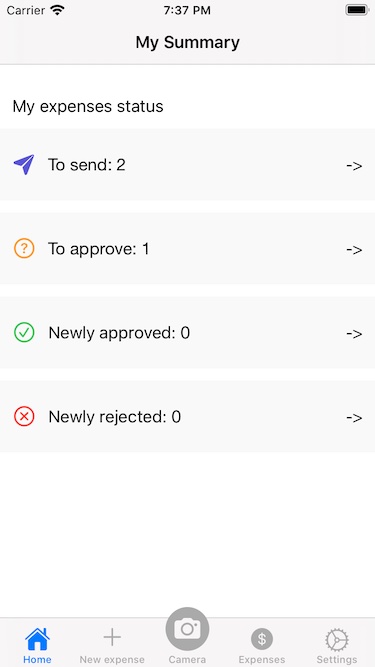 Carrier 7:37 PM
My Summary
My expenses status
To send: 2 ->
To approve: 1 ->
Newly approved: 0 ->
Newly rejected: 0 ->
Home New expense Camera Expenses Settings